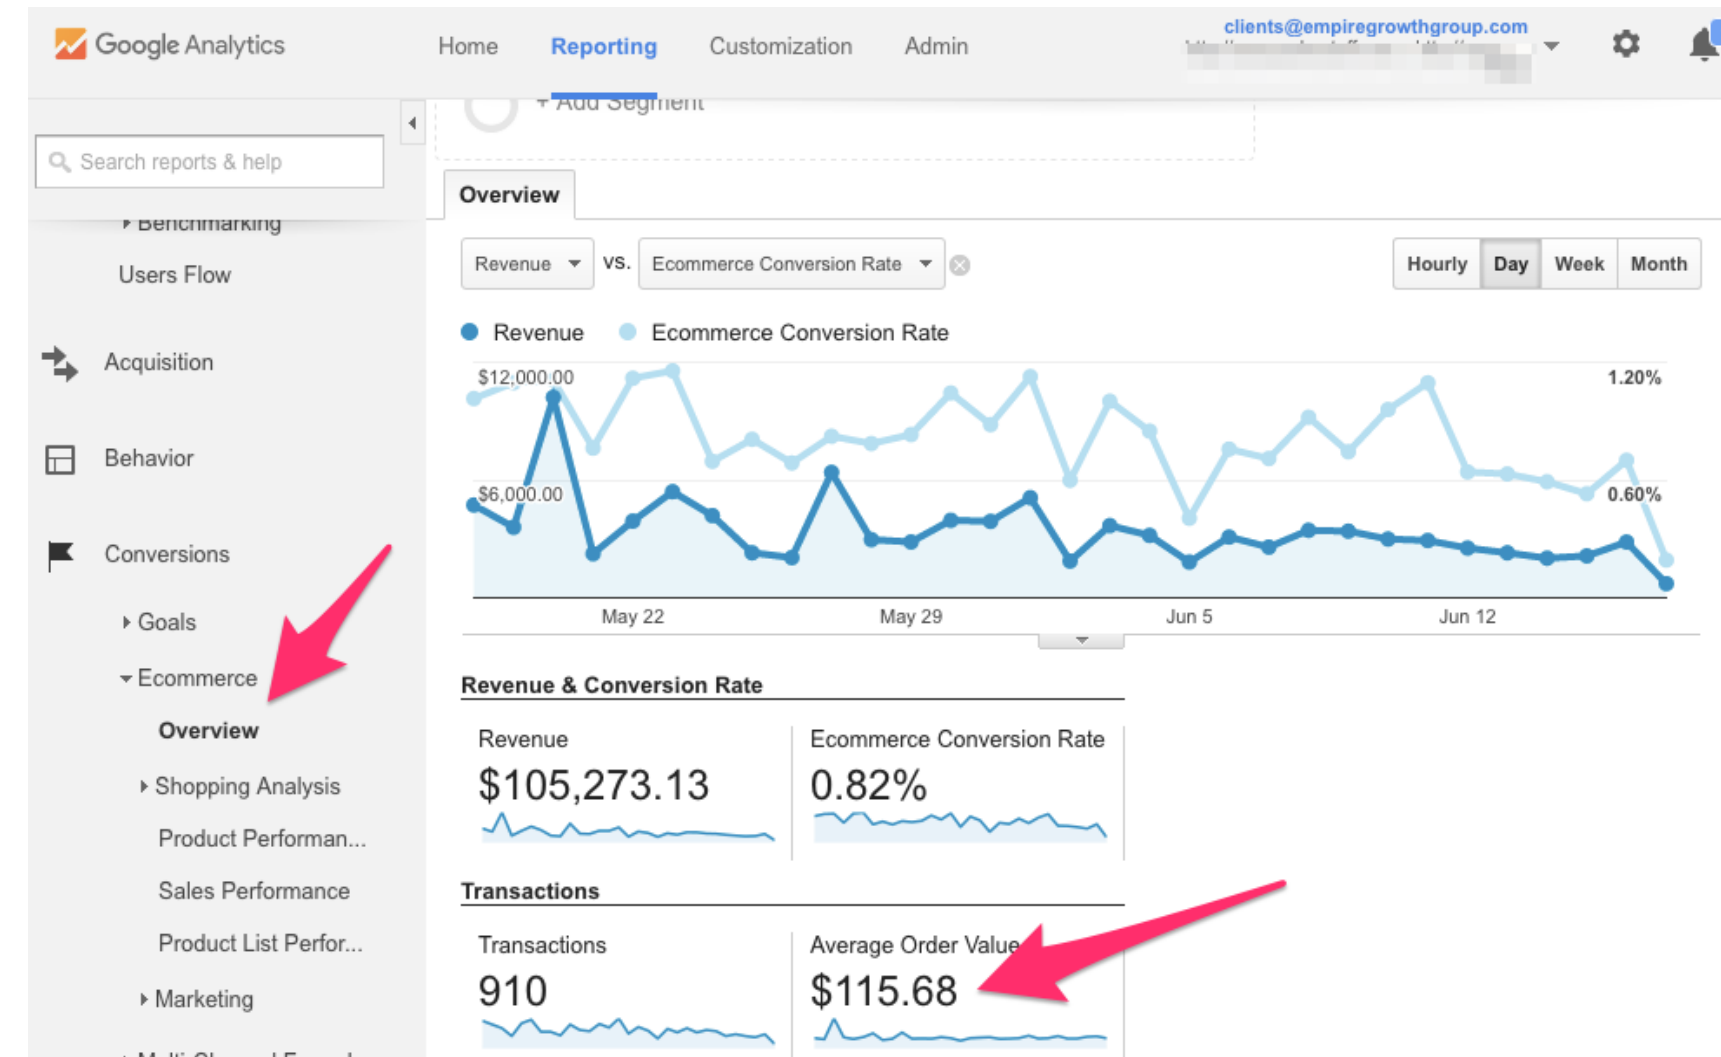 Google Analytics
Home Reporting Customization Admin
clients@empiregrowthgroup.com
+ Add Segment
Search reports & help
Overview
Benchmarking
Users Flow
Revenue vs. Ecommerce Conversion Rate
Hourly Day Week Month
Revenue Ecommerce Conversion Rate
$12,000.00 1.20%
$6,000.00 0.60%
May 22 May 29 Jun 5 Jun 12
Acquisition
Behavior
Conversions
Goals
Ecommerce
Overview
Shopping Analysis
Product Performan...
Sales Performance
Product List Perfor...
Marketing
Revenue & Conversion Rate
Revenue Ecommerce Conversion Rate
$105,273.13 0.82%
Transactions
Transactions Average Order Value
910 $115.68